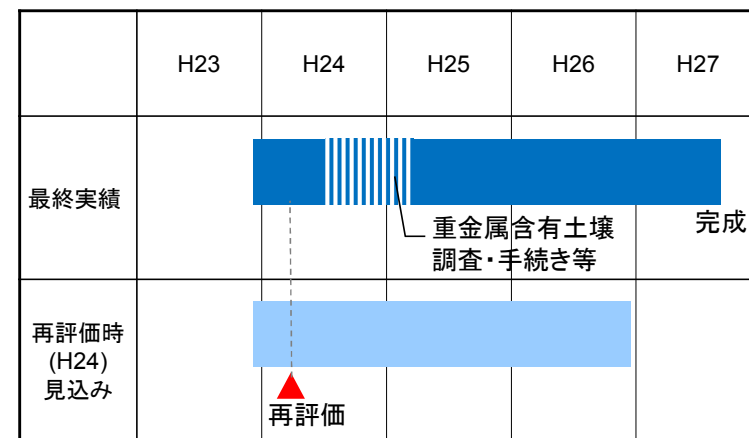 H23 H24 H25 H26 H27
最終実績
重金属含有土壌
調査・手続き等
完成
再評価時
(H24)
見込み
再評価